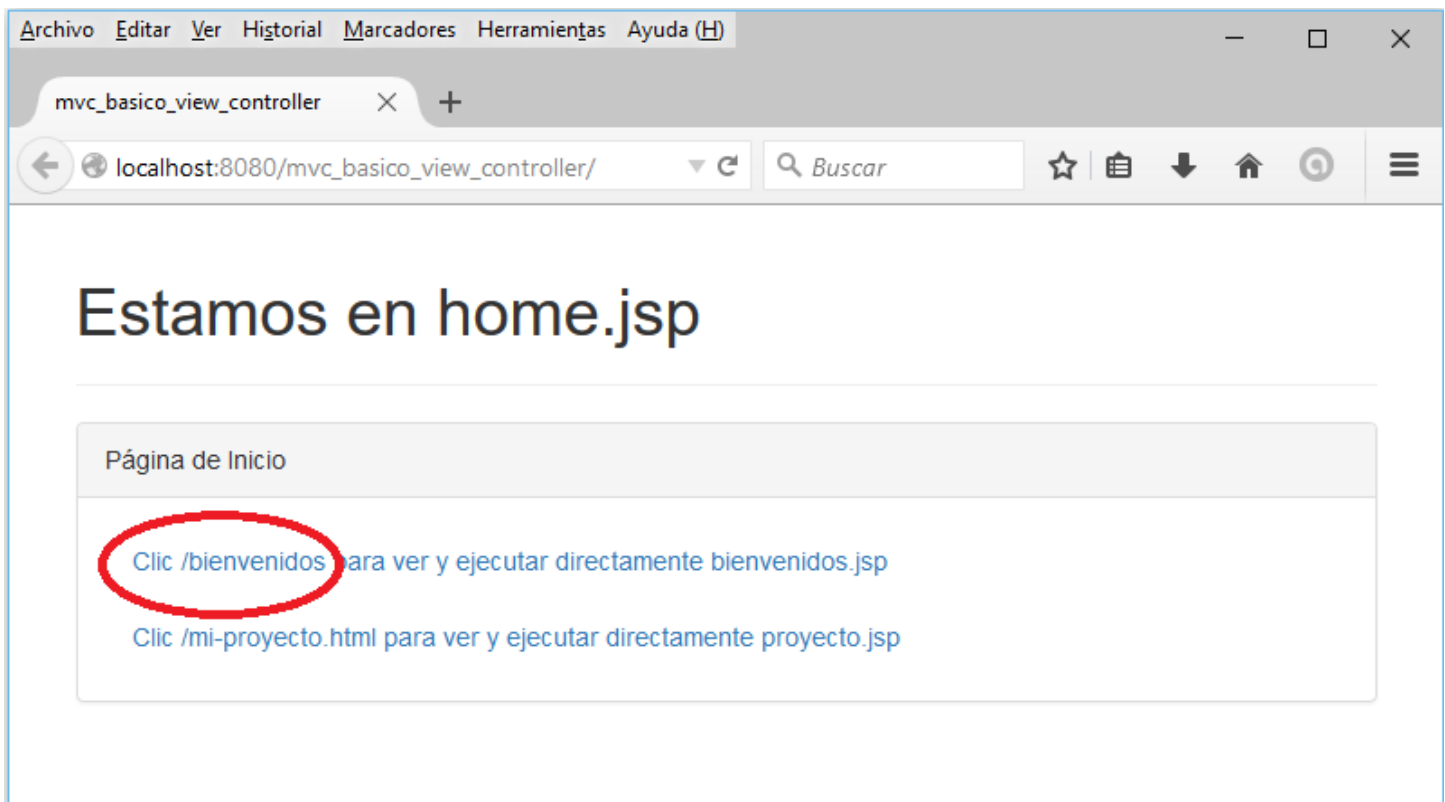 Archivo Editar Ver Historial Marcadores Herramientas Ayuda (H)
mvc_basico_view_controller
localhost:8080/mvc_basico_view_controller/ Buscar
Estamos en home.jsp
Página de Inicio
Clic /bienvenidos para ver y ejecutar directamente bienvenidos.jsp
Clic /mi-proyecto.html para ver y ejecutar directamente proyecto.jsp